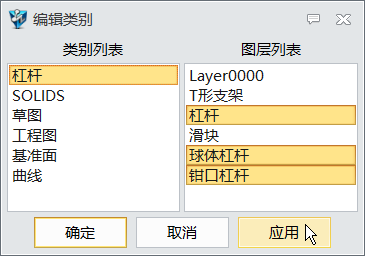 编辑类别
类别列表
图层列表
杠杆
SOLIDS
草图
工程图
基准面
曲线
Layer0000
T形支架
杠杆
滑块
球体杠杆
钳口杠杆
确定
取消
应用